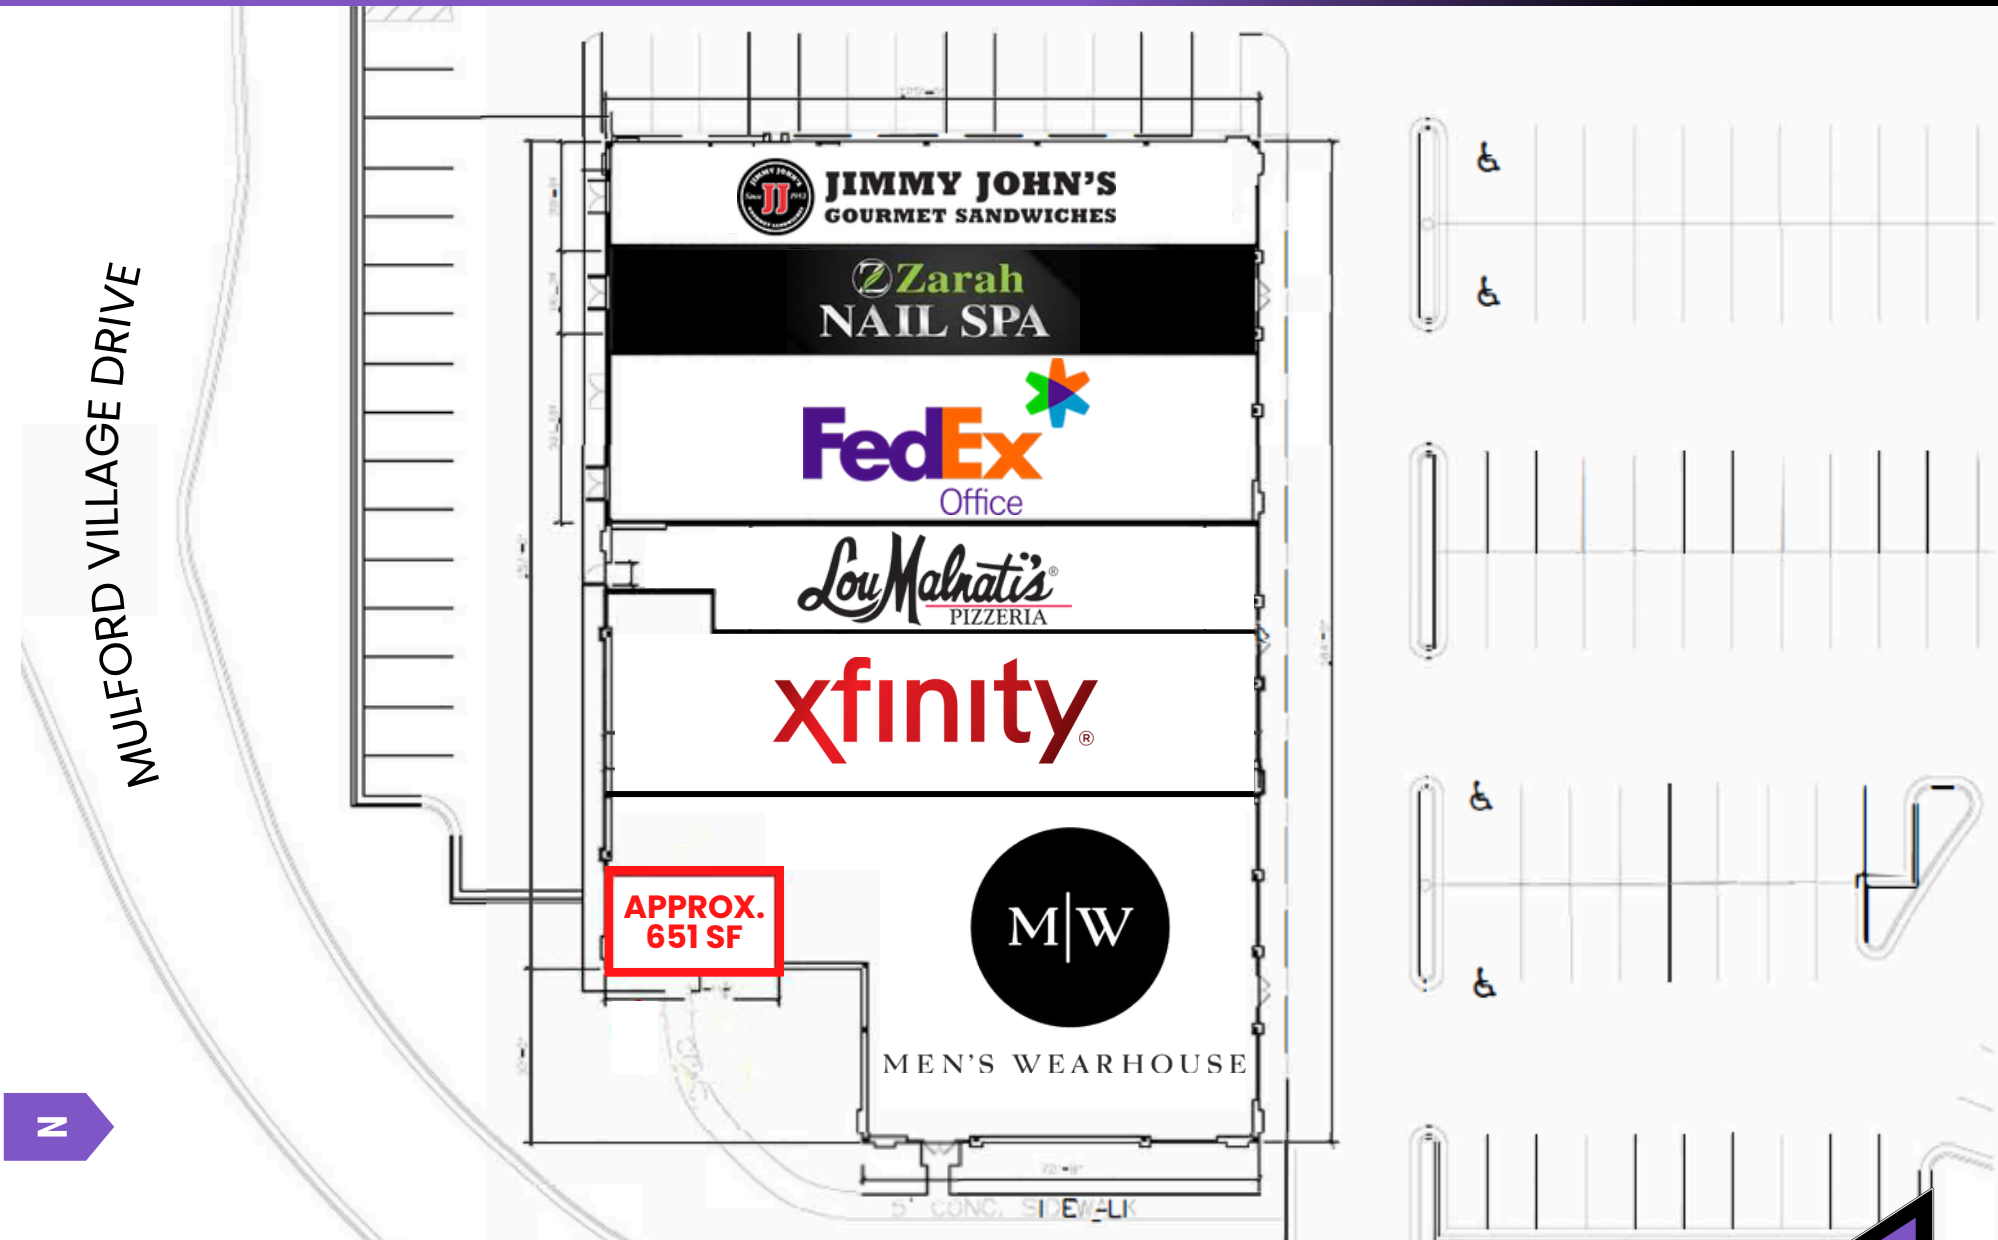 JIMMY JOHN'S
GOURMET SANDWICHES
Zarah
NAIL SPA
FedEx
Office
Lou Malnati's®
PIZZERIA
xfinity®
APPROX.
651 SF
M|W
MEN'S WEARHOUSE
MULFORD VILLAGE DRIVE
N
5' CONC. SIDEWALK